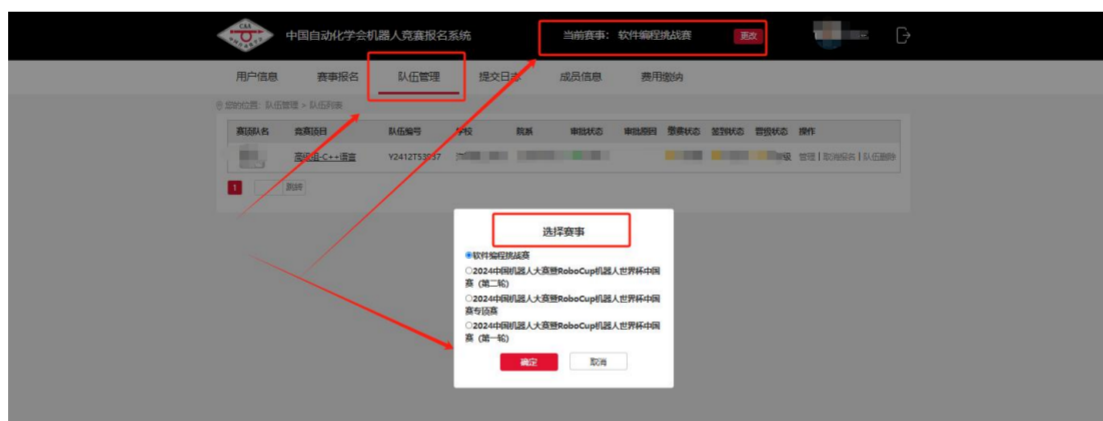 CAA
中国自动化学会机器人竞赛报名系统
当前赛事: 软件编程挑战赛
更改
用户信息 赛事报名 队伍管理 提交日志 成员信息 费用缴纳
您的位置: 队伍管理 > 队伍列表
赛项队名 竞赛项目 队伍编号 学校 院系 审批状态 审批原因 缴费状态 签到状态 晋级状态 操作
高级组-C++语言 管理 | 取消报名 | 队伍删除
1 跳转
选择赛事
软件编程挑战赛
2024中国机器人大赛暨RoboCup机器人世界杯中国
赛(第二轮)
2024中国机器人大赛暨RoboCup机器人世界杯中国
赛专项赛
2024中国机器人大赛暨RoboCup机器人世界杯中国
赛(第一轮)
确定 取消